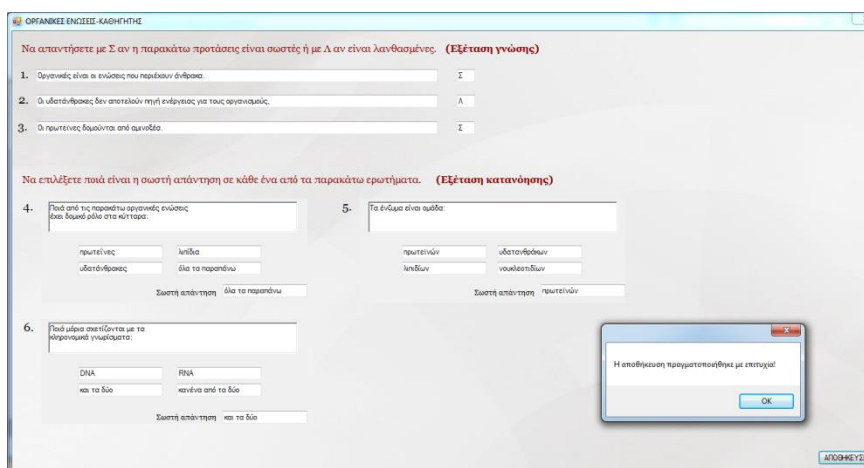 ΟΡΓΑΝΙΚΕΣ ΕΝΩΣΕΙΣ-ΚΑΘΗΓΗΤΗΣ
Να απαντήσετε με Σ αν η παρακάτω προτάσεις είναι σωστές ή με Λ αν είναι λανθασμένες. (Εξέταση γνώσης)
1. Οργανικές είναι οι ενώσεις που περιέχουν άνθρακα. Σ
2. Οι υδατάνθρακες δεν αποτελούν πηγή ενέργειας για τους οργανισμούς. Λ
3. Οι πρωτεϊνες δομούνται από αμινοξέα. Σ
Να επιλέξετε ποιά είναι η σωστή απάντηση σε κάθε ένα από τα παρακάτω ερωτήματα. (Εξέταση κατανόησης)
4. Ποιά από τις παρακάτω οργανικές ενώσεις
έχει δομικό ρόλο στα κύτταρα:
πρωτεΐνες λιπίδια
υδατάνθρακες όλα τα παραπάνω
Σωστή απάντηση όλα τα παραπάνω
5. Τα ένζυμα είναι ομάδα:
πρωτεϊνών υδατανθράκων
λιπιδίων νουκλεοτιδίων
Σωστή απάντηση πρωτεϊνών
6. Ποιά μόρια σχετίζονται με τα
κληρονομικά γνωρίσματα:
DNA RNA
και τα δύο κανένα από τα δύο
Σωστή απάντηση και τα δύο
Η αποθήκευση πραγματοποιήθηκε με επιτυχία!
OK
ΑΠΟΘΗΚΕΥΣ